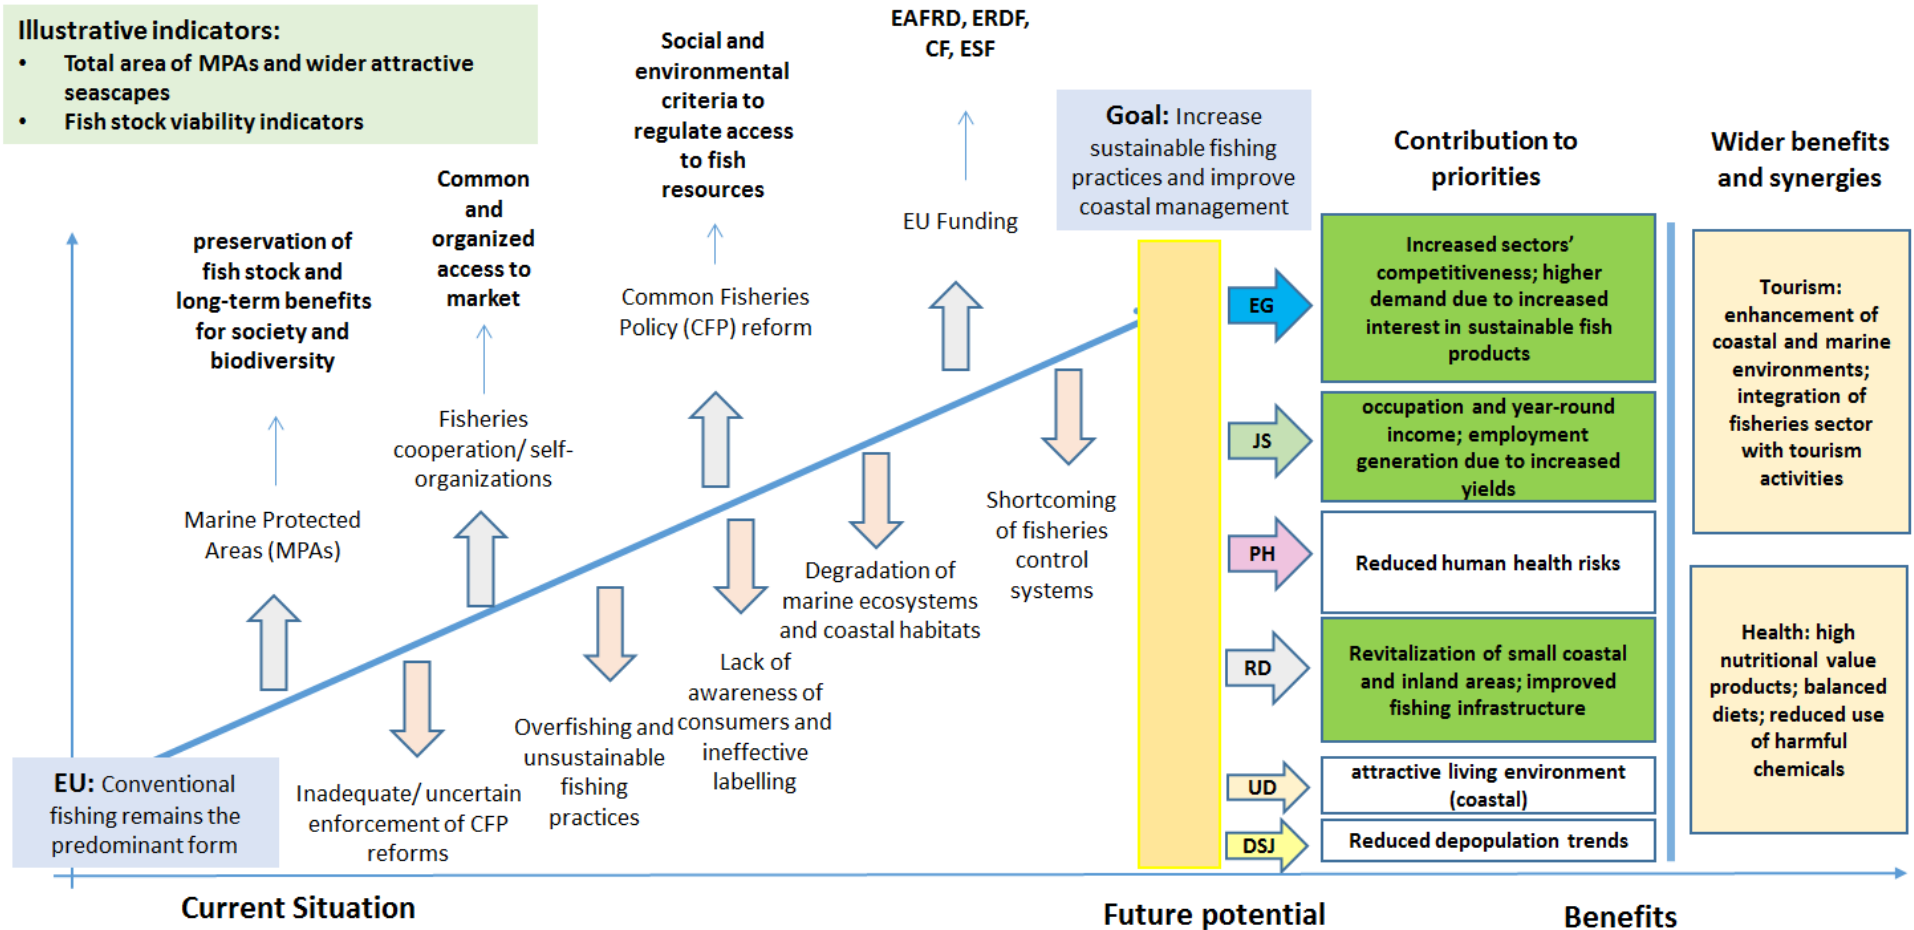 Illustrative indicators:
• Total area of MPAs and wider attractive
seascapes
• Fish stock viability indicators
preservation of
fish stock and
long-term benefits
for society and
biodiversity
Marine Protected
Areas (MPAs)
Common
and
organized
access to
market
Fisheries
cooperation/ self-
organizations
Social and
environmental
criteria to
regulate access
to fish
resources
Common Fisheries
Policy (CFP) reform
EAFRD, ERDF,
CF, ESF
EU Funding
Goal: Increase
sustainable fishing
practices and improve
coastal management
EU: Conventional
fishing remains the
predominant form
Inadequate/ uncertain
enforcement of CFP
reforms
Overfishing and
unsustainable
fishing
practices
Lack of
awareness of
consumers and
ineffective
labelling
Degradation of
marine ecosystems
and coastal habitats
Shortcoming
of fisheries
control
systems
Contribution to
priorities
EG
Increased sectors’
competitiveness; higher
demand due to increased
interest in sustainable fish
products
JS
occupation and year-round
income; employment
generation due to increased
yields
PH
Reduced human health risks
RD
Revitalization of small coastal
and inland areas; improved
fishing infrastructure
UD
attractive living environment
(coastal)
DSJ
Reduced depopulation trends
Wider benefits
and synergies
Tourism:
enhancement of
coastal and marine
environments;
integration of
fisheries sector
with tourism
activities
Health: high
nutritional value
products; balanced
diets; reduced use
of harmful
chemicals
Current Situation
Future potential
Benefits